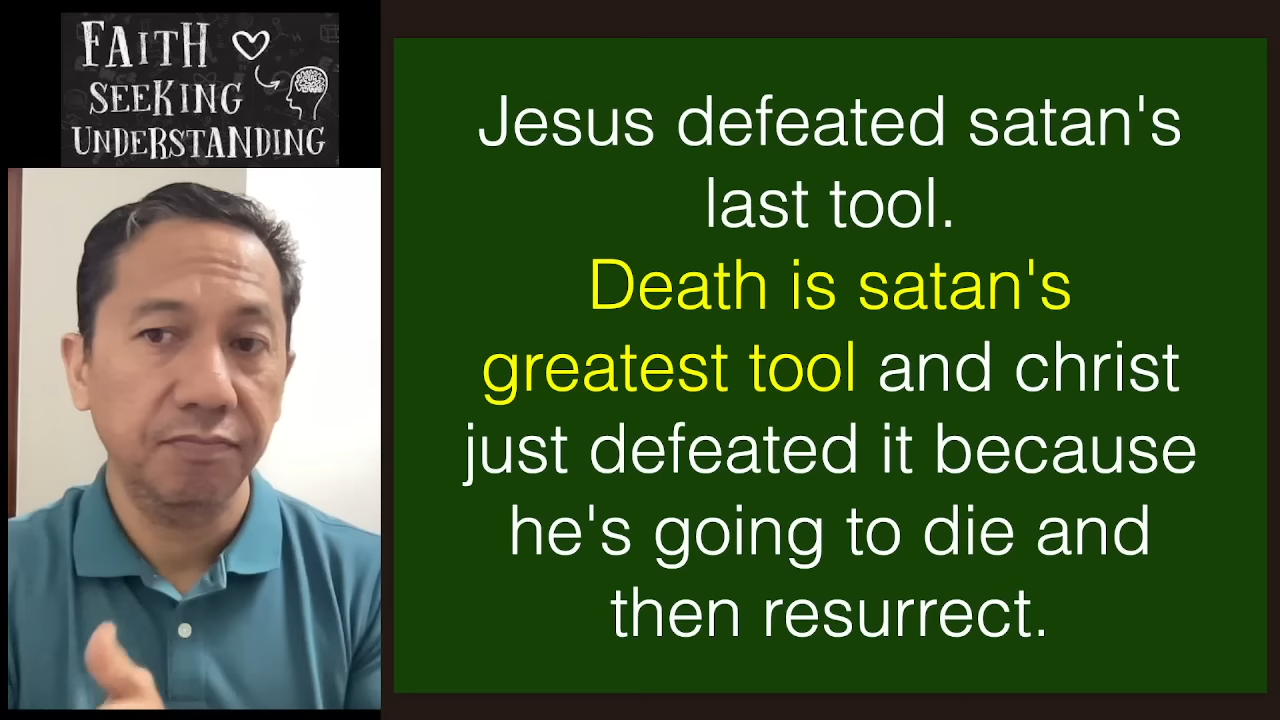 FAITH
SEEKING
UNDERSTANDING
Jesus defeated satan's
last tool.
Death is satan's
greatest tool and christ
just defeated it because
he's going to die and
then resurrect.